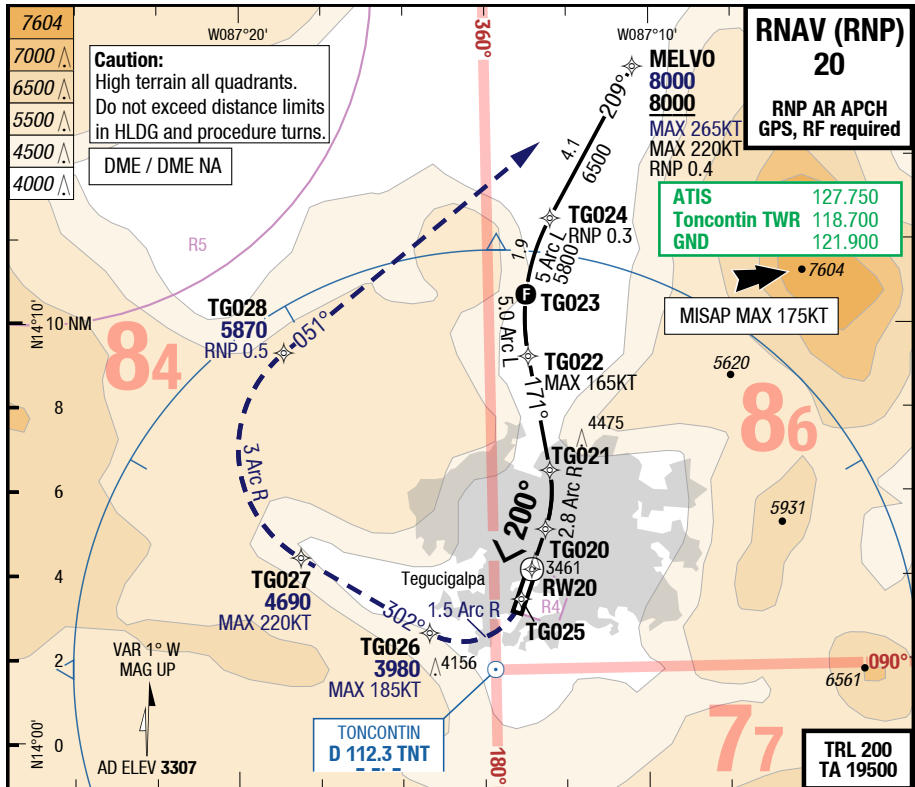 7604
7000
6500
5500
4500
4000
Caution:
High terrain all quadrants.
Do not exceed distance limits
in HLDG and procedure turns.
DME / DME NA
W087°20'
W087°10'
360°
RNAV (RNP)
20
RNP AR APCH
GPS, RF required
MELVO
8000
8000
MAX 265KT
MAX 220KT
RNP 0.4
209°
4.1
6500
ATIS 127.750
Toncontin TWR 118.700
GND 121.900
7604
MISAP MAX 175KT
TG024
RNP 0.3
1.9
5 Arc L
5800
F
TG023
5.0 Arc L
TG022
MAX 165KT
171°
R5
TG028
5870
RNP 0.5
051°
N14°10'
10 NM
84
5620
86
4475
TG021
8
3 Arc R
6
200°
2.8 Arc R
5931
TG020
4
3461
TG027
4690
MAX 220KT
Tegucigalpa
RW20
R4
302°
1.5 Arc R
TG025
TG026
3980
MAX 185KT
4156
VAR 1° W
MAG UP
2
090°
6561
77
TONCONTIN
D 112.3 TNT
N14°00'
0
AD ELEV 3307
180°
TRL 200
TA 19500